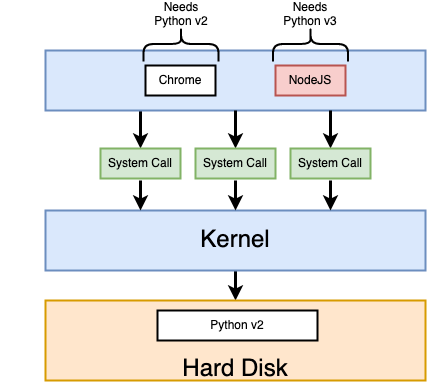 Needs
Python v2
Needs
Python v3
Chrome
NodeJS
System Call
System Call
System Call
Kernel
Python v2
Hard Disk